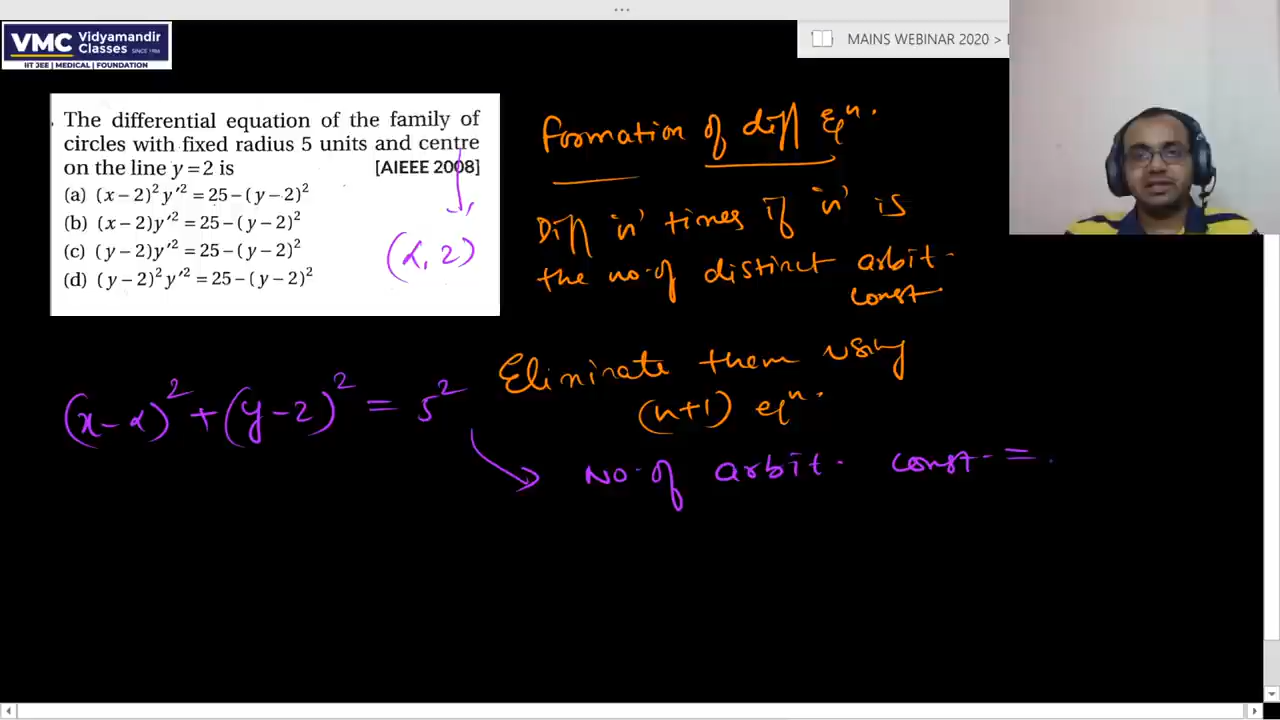 ...
VMC Vidyamandir
Classes SINCE 1986
IIT JEE | MEDICAL | FOUNDATION
MAINS WEBINAR 2020 >
The differential equation of the family of
circles with fixed radius 5 units and centre
on the line y = 2 is [AIEEE 2008]
(a) (x – 2)² y′² = 25 – (y – 2)²
(b) (x – 2) y′² = 25 – (y – 2)²
(c) (y – 2) y′² = 25 – (y – 2)²
(d) (y – 2)² y′² = 25 – (y – 2)²
(α, 2)
Formation of diff Eqⁿ.
Diff 'n' times if 'n' is
the no. of distinct arbit.
const.
Eliminate them using
(n+1) eqⁿ.
(x-α)² + (y-2)² = 5²
No. of arbit. const. =